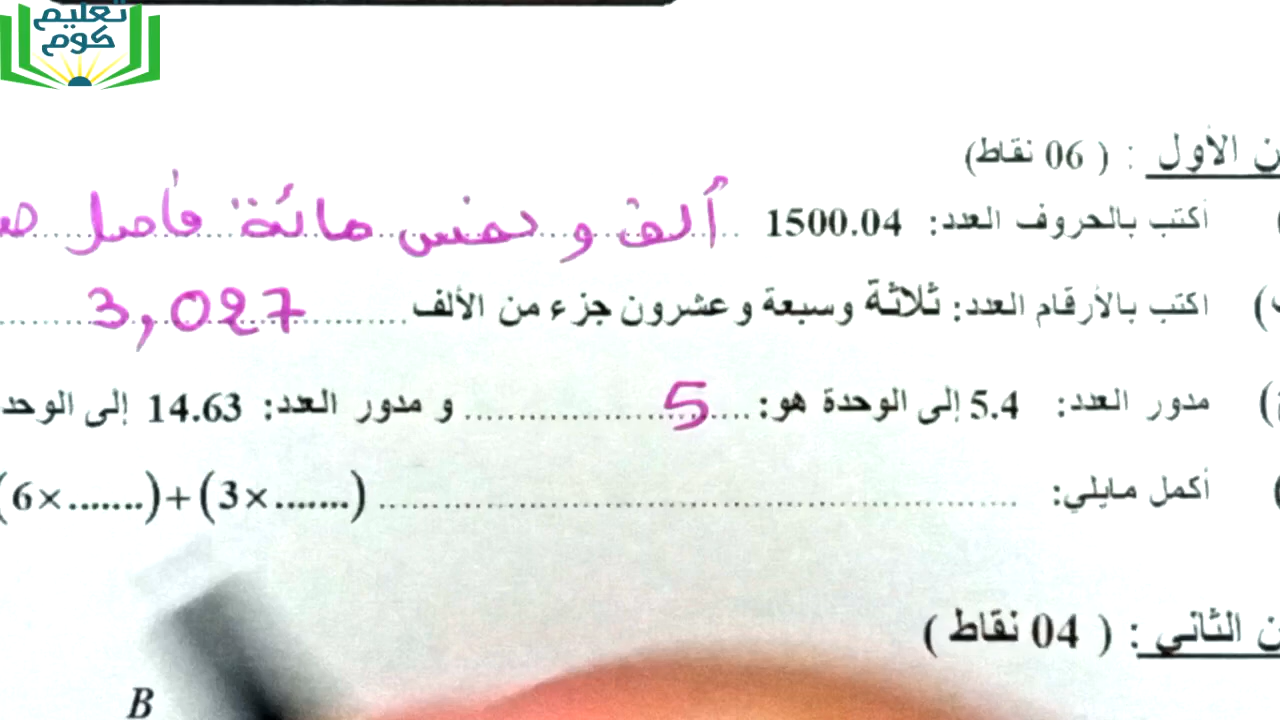 تعليم
كوم
الأول : ( 06 نقاط)
أكتب بالحروف العدد: 1500.04 ألف و خمس مائة فاصل
اكتب بالأرقام العدد: ثلاثة وسبعة وعشرون جزء من الألف 3,027
مدور العدد: 5.4 إلى الوحدة هو: 5 و مدور العدد: 14.63 إلى
أكمل مايلي: (6×.......)+(3×.......)
الثاني : ( 04 نقاط )
B